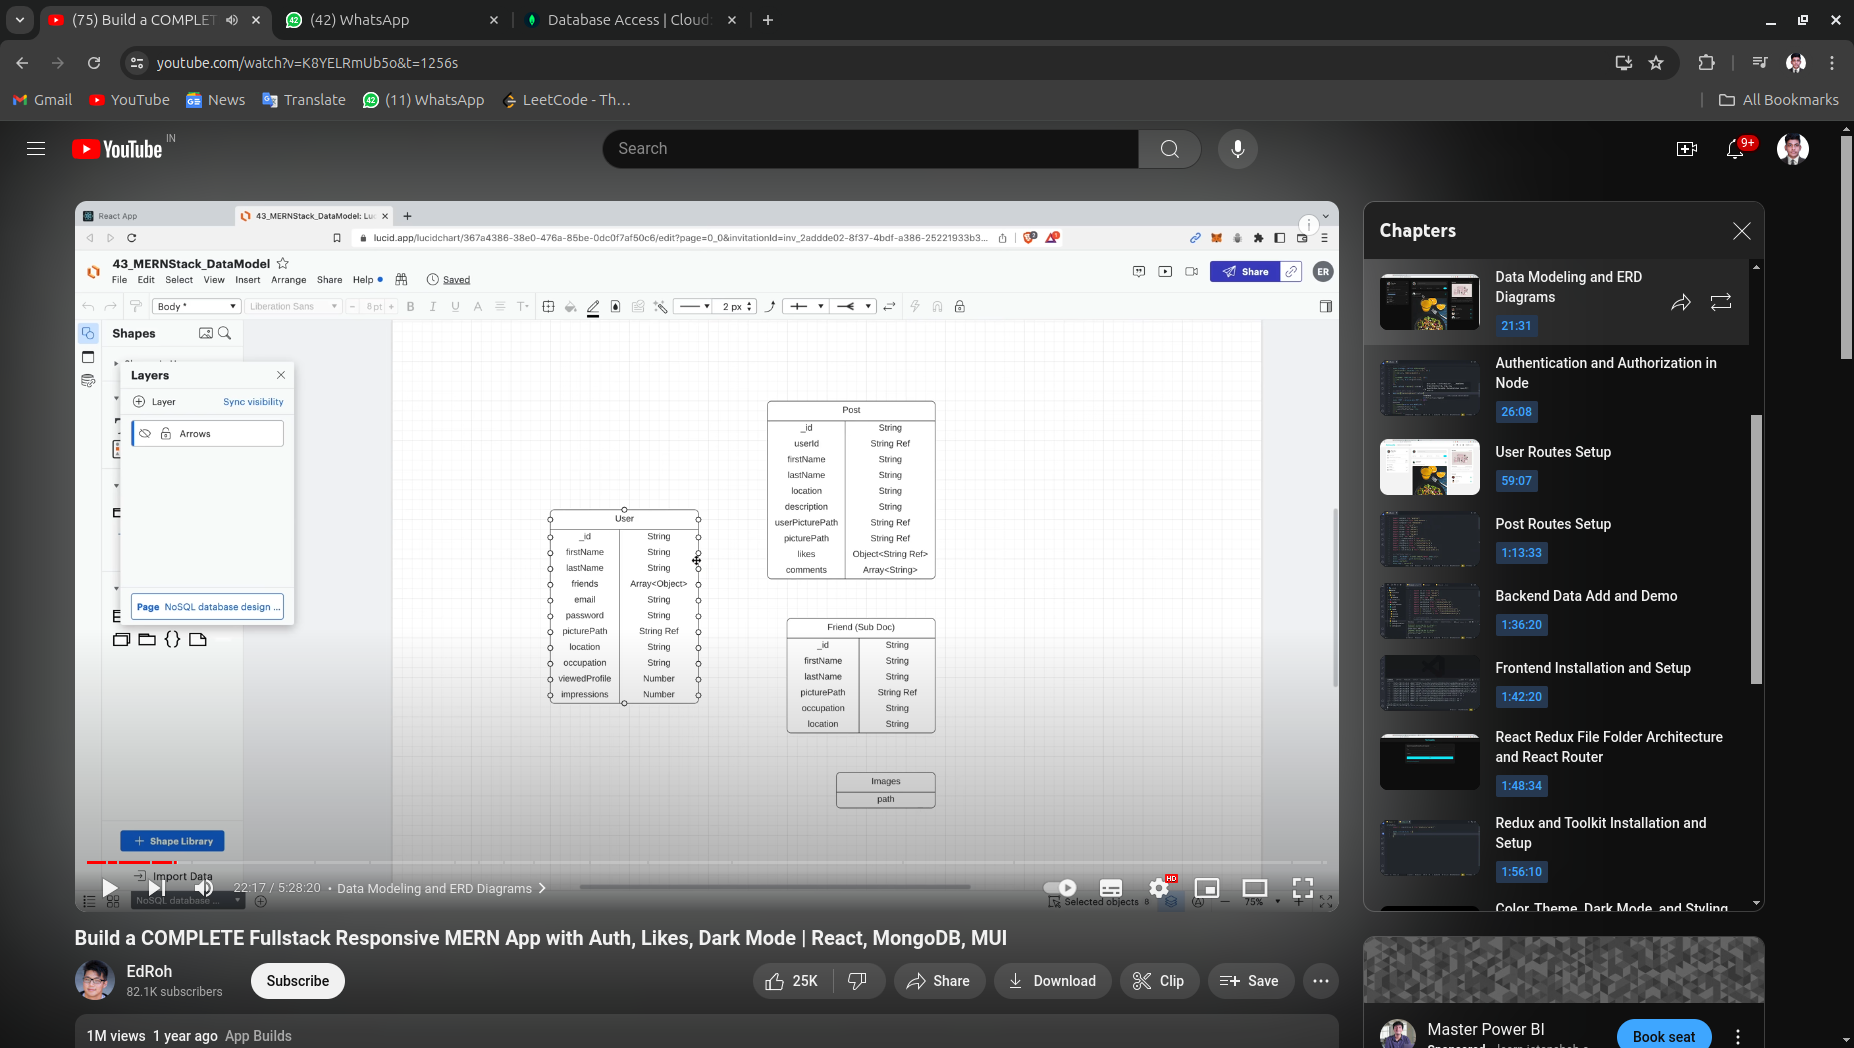 (75) Build a COMPLET
(42) WhatsApp
Database Access | Cloud
youtube.com/watch?v=K8YELRmUb5o&t=1256s
Gmail
YouTube
News
Translate
(11) WhatsApp
LeetCode - Th...
All Bookmarks
YouTube IN
Search
9+
React App
43_MERNStack_DataModel: Lu
lucid.app/lucidchart/367a4386-38e0-476a-85be-0dc0f7af50c6/edit?page=0_0&invitationId=inv_2addde02-8f37-4bdf-a386-25221933b3...
43_MERNStack_DataModel
File Edit Select View Insert Arrange Share Help
Saved
Share
ER
Body *
Liberation Sans
8 pt
B I U A T
2 px
Shapes
Layers
Layer
Sync visibility
Arrows
Page NoSQL database design ...
Shape Library
Import Data
NoSQL database ...
User
_id String
firstName String
lastName String
friends Array<Object>
email String
password String
picturePath String Ref
location String
occupation String
viewedProfile Number
impressions Number
Post
_id String
userId String Ref
firstName String
lastName String
location String
description String
userPicturePath String Ref
picturePath String Ref
likes Object<String Ref>
comments Array<String>
Friend (Sub Doc)
_id String
firstName String
lastName String
picturePath String Ref
occupation String
location String
Images
path
22:17 / 5:28:20 • Data Modeling and ERD Diagrams
HD
Selected objects 8
75%
Build a COMPLETE Fullstack Responsive MERN App with Auth, Likes, Dark Mode | React, MongoDB, MUI
EdRoh
82.1K subscribers
Subscribe
25K
Share
Download
Clip
Save
1M views 1 year ago App Builds
Chapters
Data Modeling and ERD
Diagrams
21:31
Authentication and Authorization in
Node
26:08
User Routes Setup
59:07
Post Routes Setup
1:13:33
Backend Data Add and Demo
1:36:20
Frontend Installation and Setup
1:42:20
React Redux File Folder Architecture
and React Router
1:48:34
Redux and Toolkit Installation and
Setup
1:56:10
Color Theme, Dark Mode, and Styling
Master Power BI
Book seat